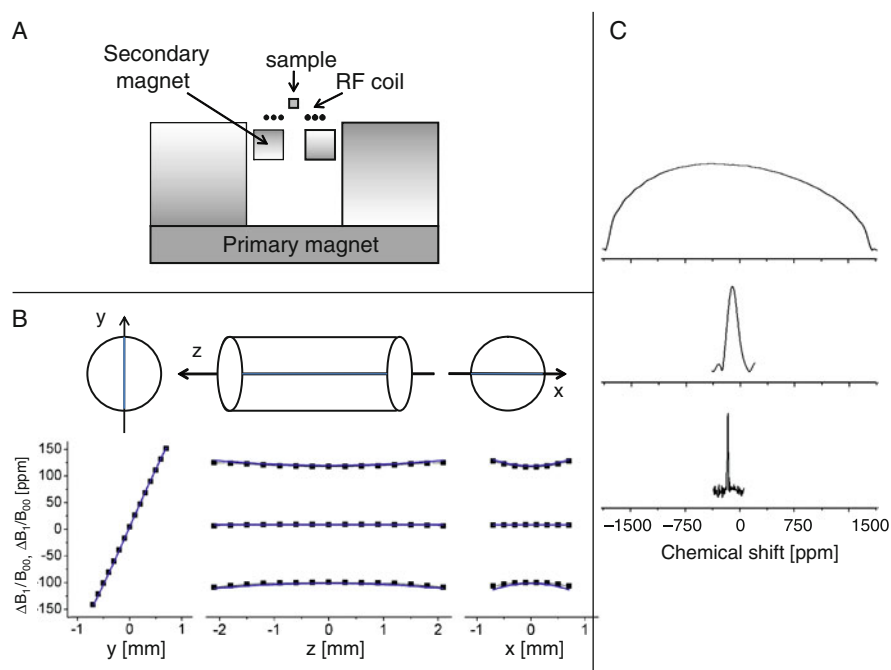 A
Secondary
magnet
sample
RF coil
Primary magnet
B
y
z
x
ΔB₁/B₀₀, ΔB₁/B₀₀ [ppm]
150
100
50
0
-50
-100
-150
-1 0 1
y [mm]
-2 -1 0 1 2
z [mm]
-1 0 1
x [mm]
C
−1500 −750 0 750 1500
Chemical shift [ppm]